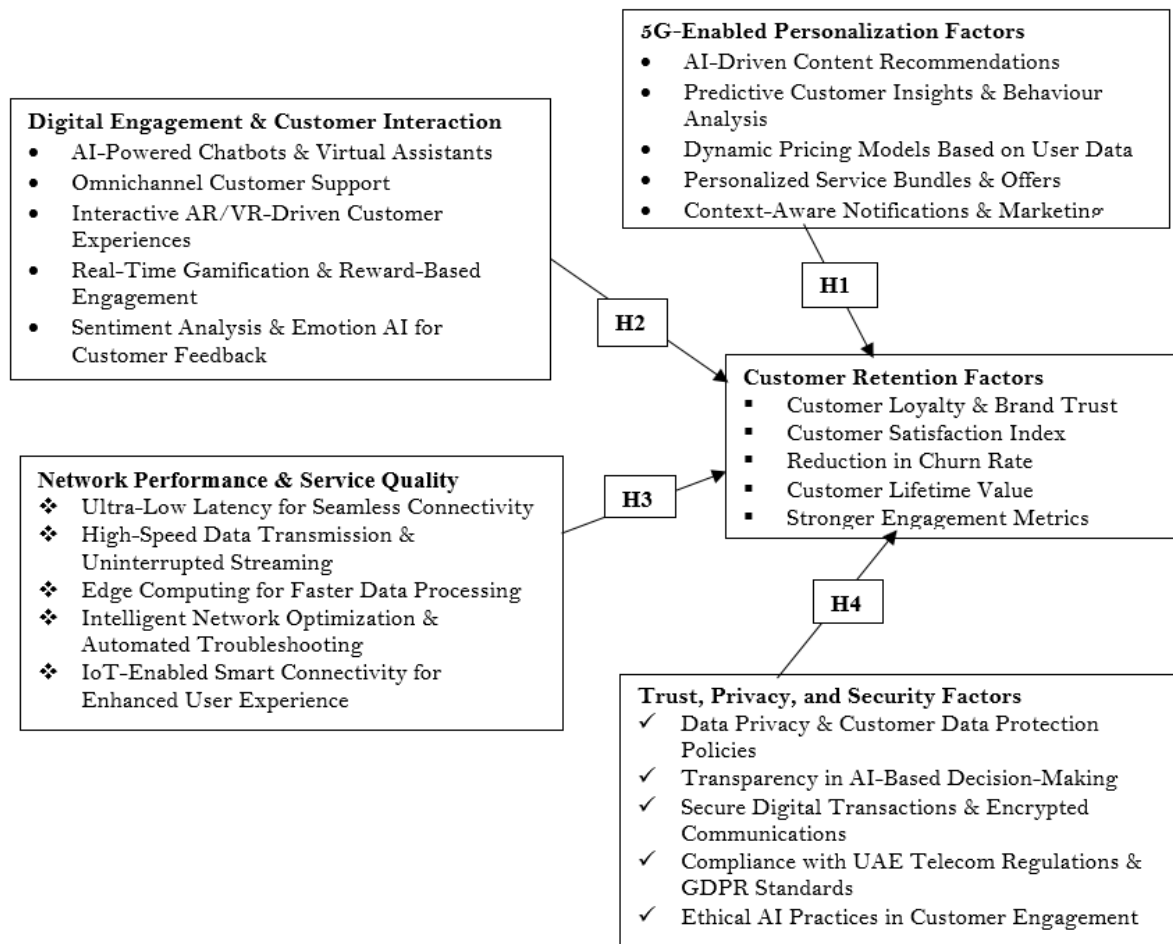 5G-Enabled Personalization Factors
• AI-Driven Content Recommendations
• Predictive Customer Insights & Behaviour
Analysis
• Dynamic Pricing Models Based on User Data
• Personalized Service Bundles & Offers
• Context-Aware Notifications & Marketing
Digital Engagement & Customer Interaction
• AI-Powered Chatbots & Virtual Assistants
• Omnichannel Customer Support
• Interactive AR/VR-Driven Customer
Experiences
• Real-Time Gamification & Reward-Based
Engagement
• Sentiment Analysis & Emotion AI for
Customer Feedback
H1
H2
Customer Retention Factors
▪ Customer Loyalty & Brand Trust
▪ Customer Satisfaction Index
▪ Reduction in Churn Rate
▪ Customer Lifetime Value
▪ Stronger Engagement Metrics
Network Performance & Service Quality
❖ Ultra-Low Latency for Seamless Connectivity
❖ High-Speed Data Transmission &
Uninterrupted Streaming
❖ Edge Computing for Faster Data Processing
❖ Intelligent Network Optimization &
Automated Troubleshooting
❖ IoT-Enabled Smart Connectivity for
Enhanced User Experience
H3
H4
Trust, Privacy, and Security Factors
✓ Data Privacy & Customer Data Protection
Policies
✓ Transparency in AI-Based Decision-Making
✓ Secure Digital Transactions & Encrypted
Communications
✓ Compliance with UAE Telecom Regulations &
GDPR Standards
✓ Ethical AI Practices in Customer Engagement